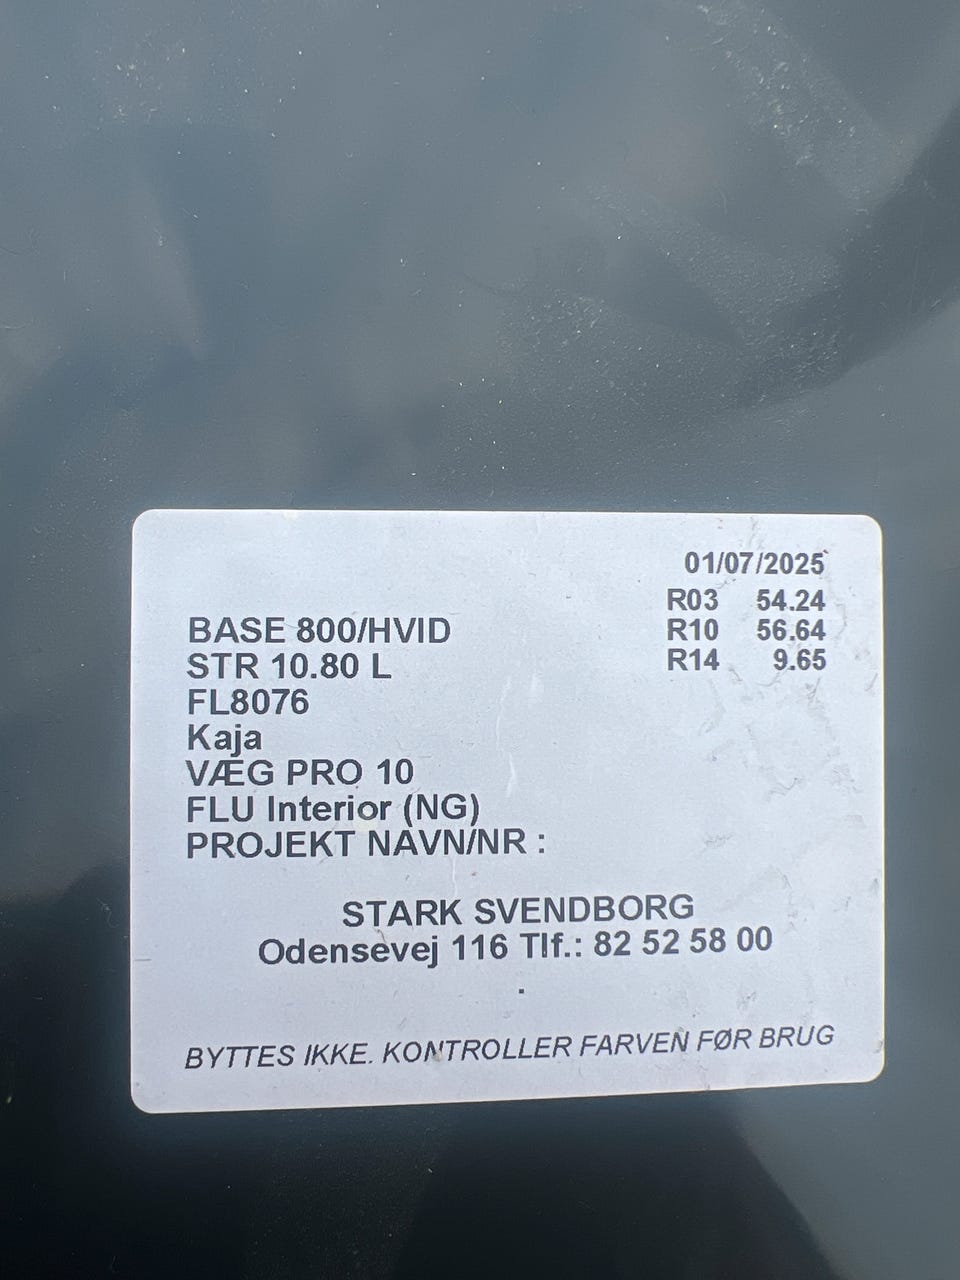 01/07/2025
R03 54.24
BASE 800/HVID R10 56.64
STR 10.80 L R14 9.65
FL8076
Kaja
VÆG PRO 10
FLU Interior (NG)
PROJEKT NAVN/NR :
STARK SVENDBORG
Odensevej 116 Tlf.: 82 52 58 00
.
BYTTES IKKE. KONTROLLER FARVEN FØR BRUG